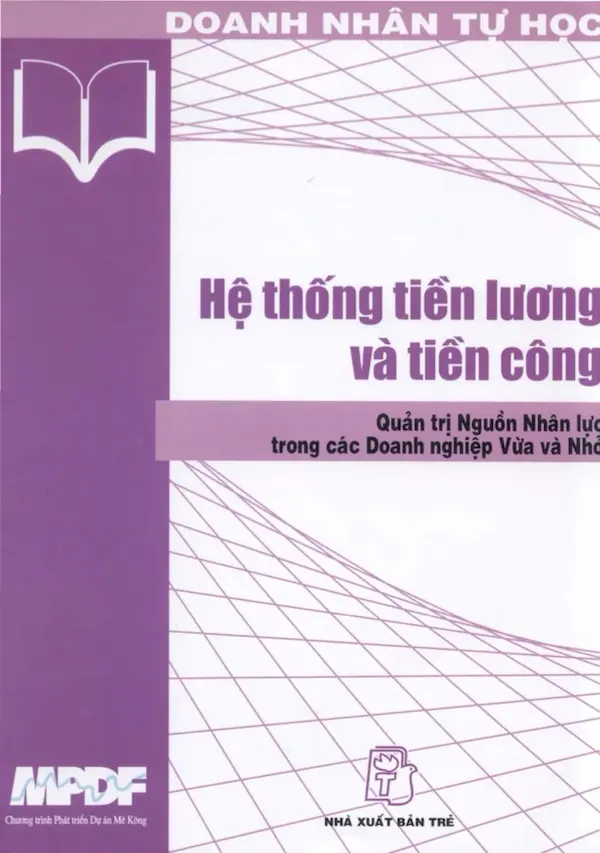 DOANH NHÂN TỰ HỌC
Hệ thống tiền lương
và tiền công
Quản trị Nguồn Nhân lực
trong các Doanh nghiệp Vừa và Nhỏ
MPDF
Chương trình Phát triển Dự án Mê Kông
T
NHÀ XUẤT BẢN TRẺ